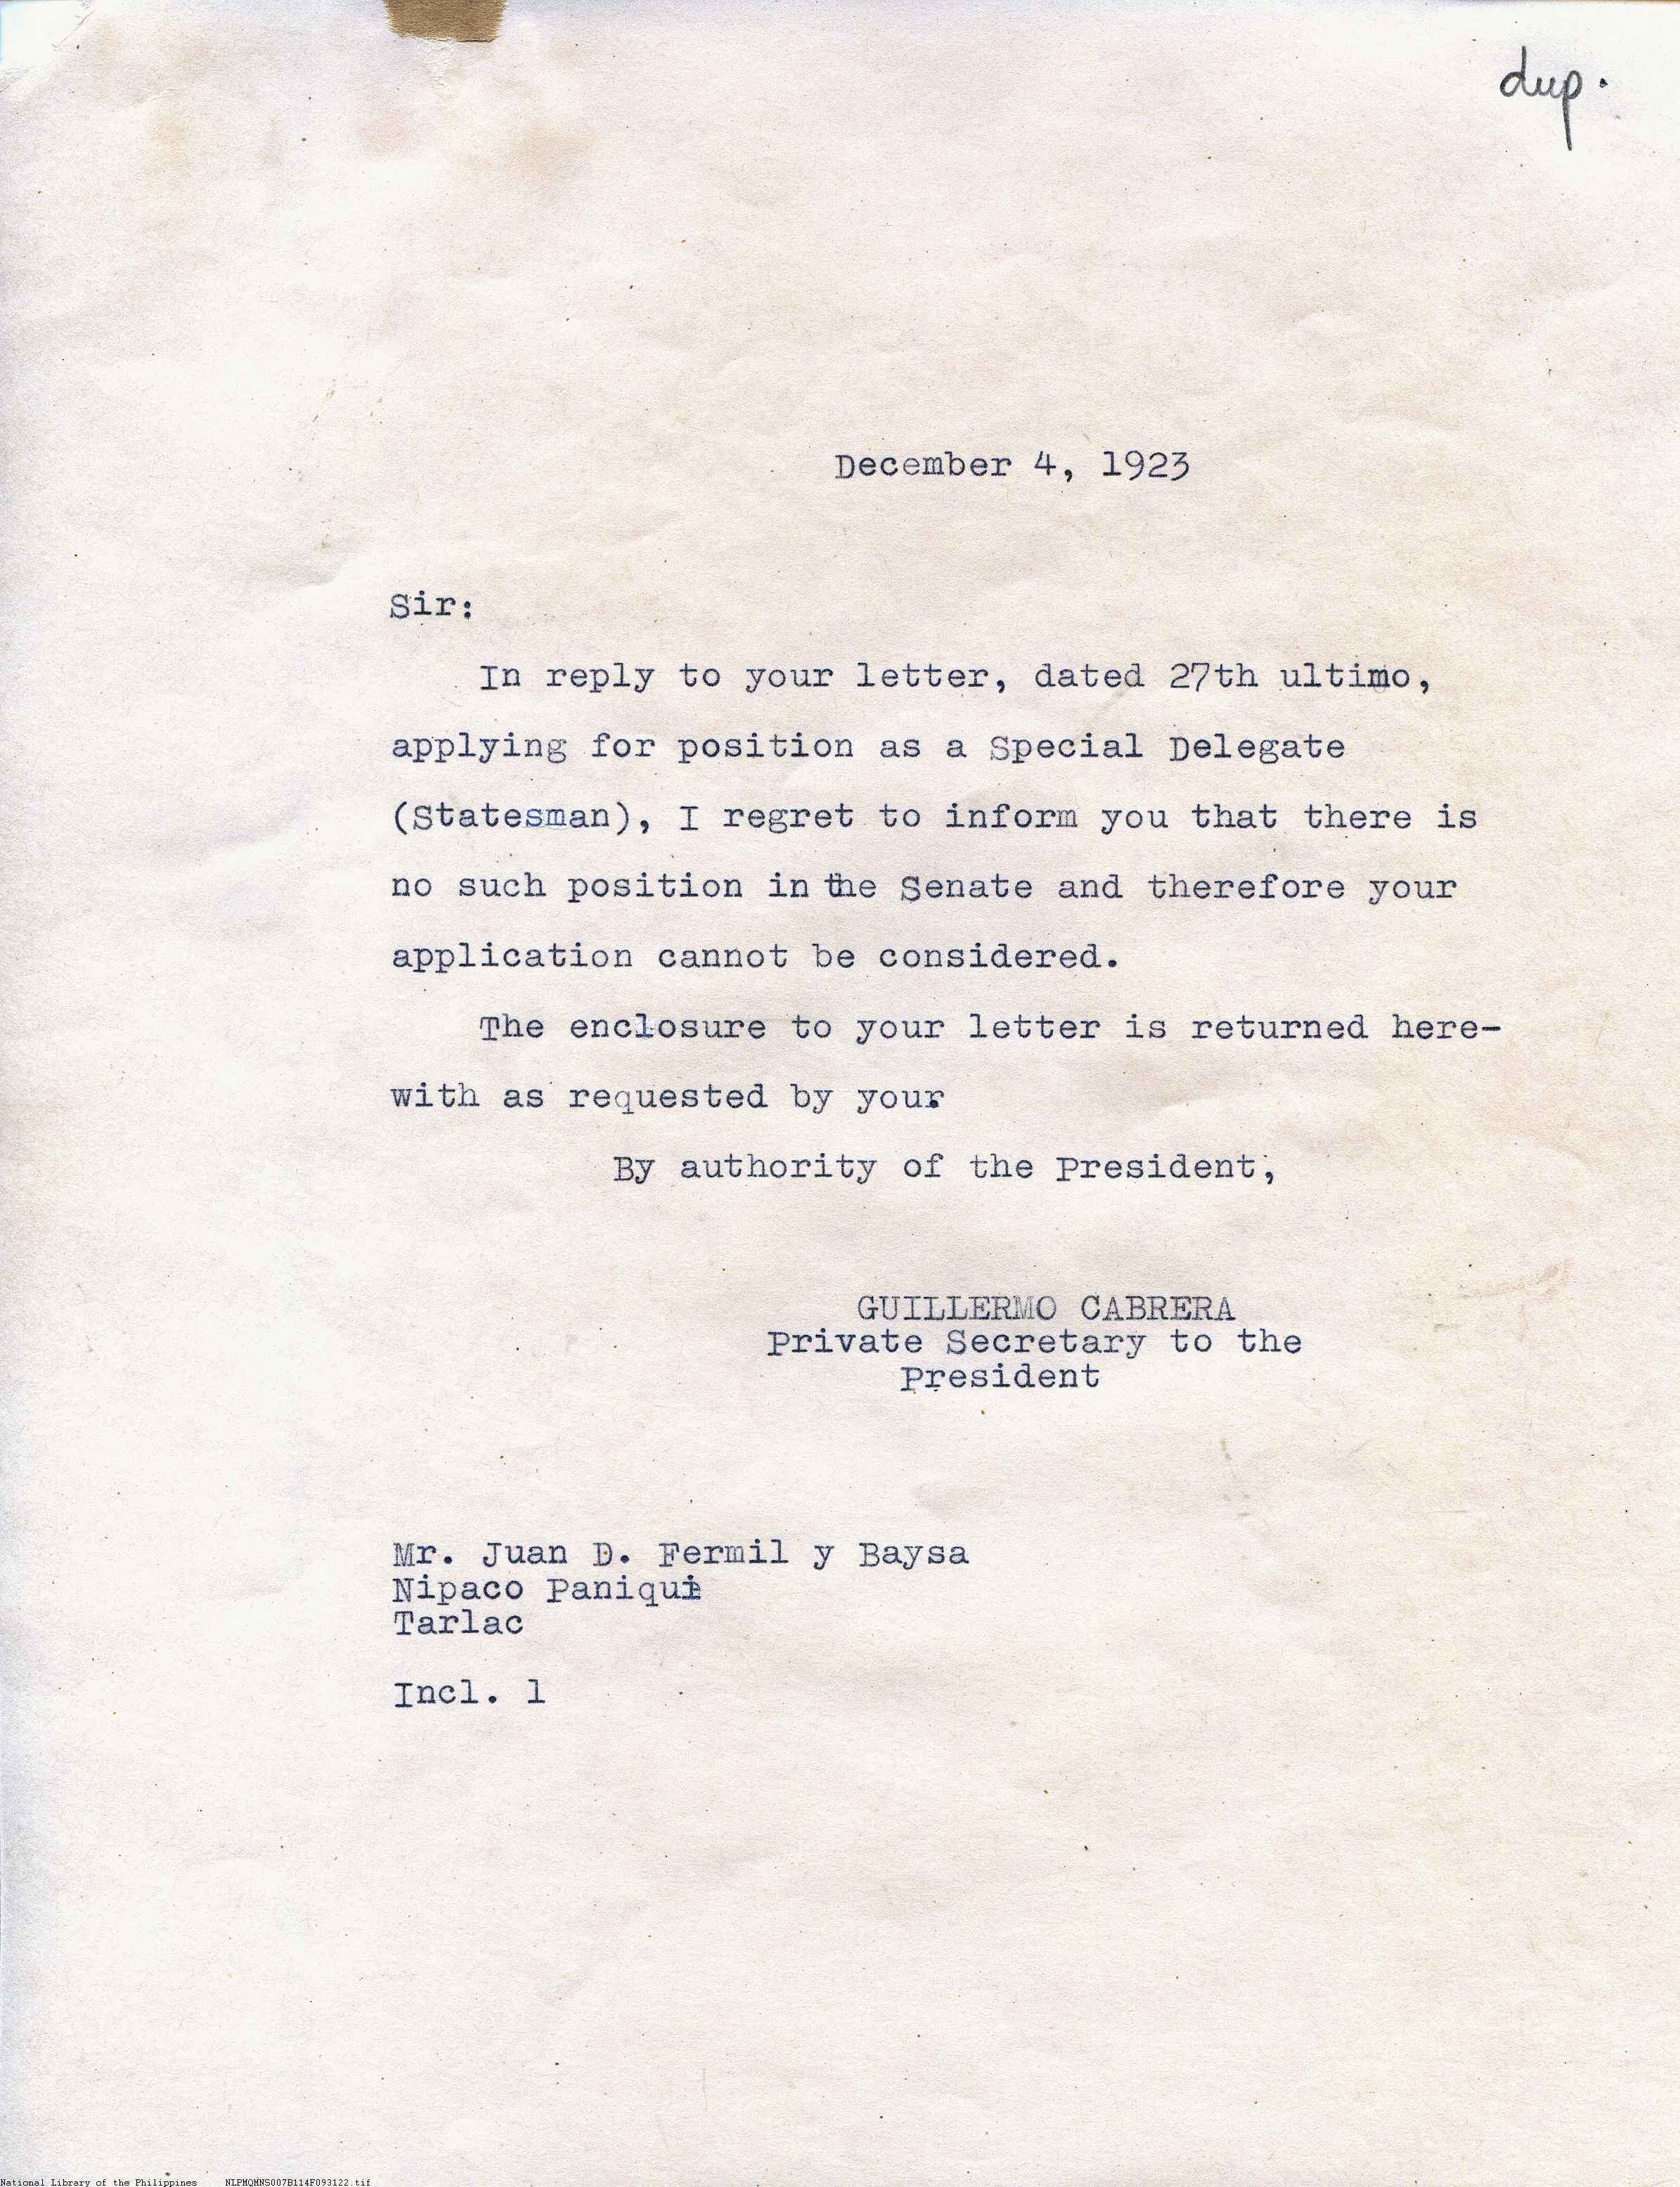 dup.
December 4, 1923
Sir:
In reply to your letter, dated 27th ultimo,
applying for position as a Special Delegate
(Statesman), I regret to inform you that there is
no such position in the Senate and therefore your
application cannot be considered.
The enclosure to your letter is returned here-
with as requested by your
By authority of the President,
GUILLERMO CABRERA
Private Secretary to the
President
Mr. Juan D. Fermil y Baysa
Nipaco Paniqui
Tarlac
Incl. 1
National Library of the Philippines NLPMQMNS007B114F093122.tif